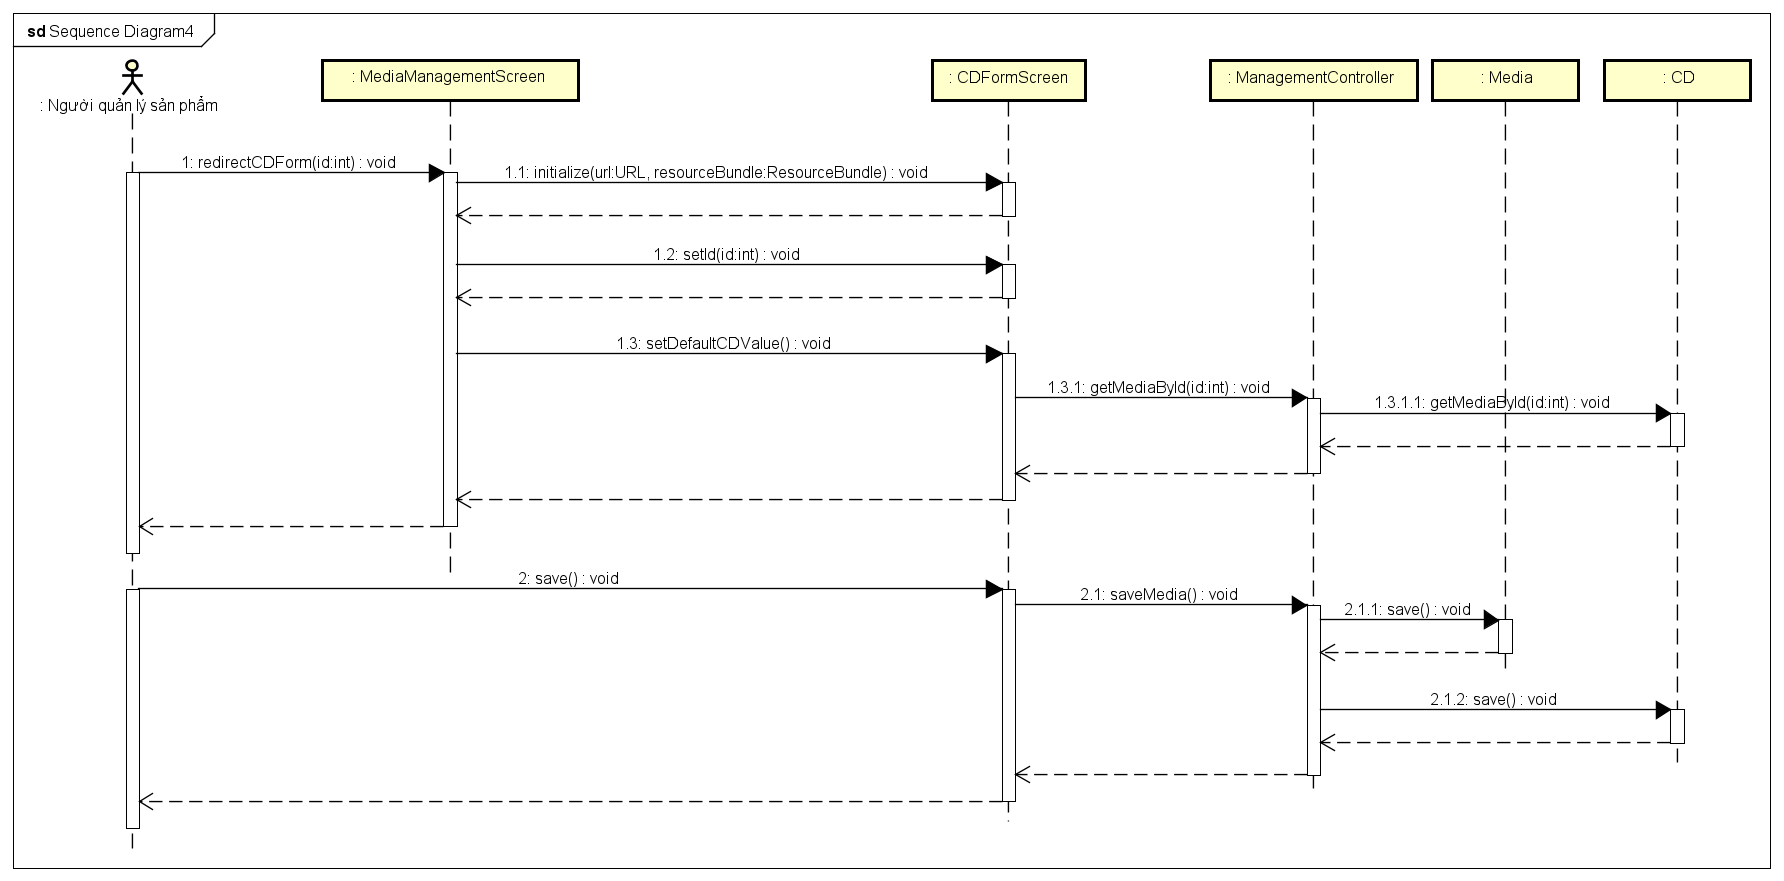 sd Sequence Diagram4
: Người quản lý sản phẩm
: MediaManagementScreen
: CDFormScreen
: ManagementController
: Media
: CD
1: redirectCDForm(id:int) : void
1.1: initialize(url:URL, resourceBundle:ResourceBundle) : void
1.2: setId(id:int) : void
1.3: setDefaultCDValue() : void
1.3.1: getMediaById(id:int) : void
1.3.1.1: getMediaById(id:int) : void
2: save() : void
2.1: saveMedia() : void
2.1.1: save() : void
2.1.2: save() : void